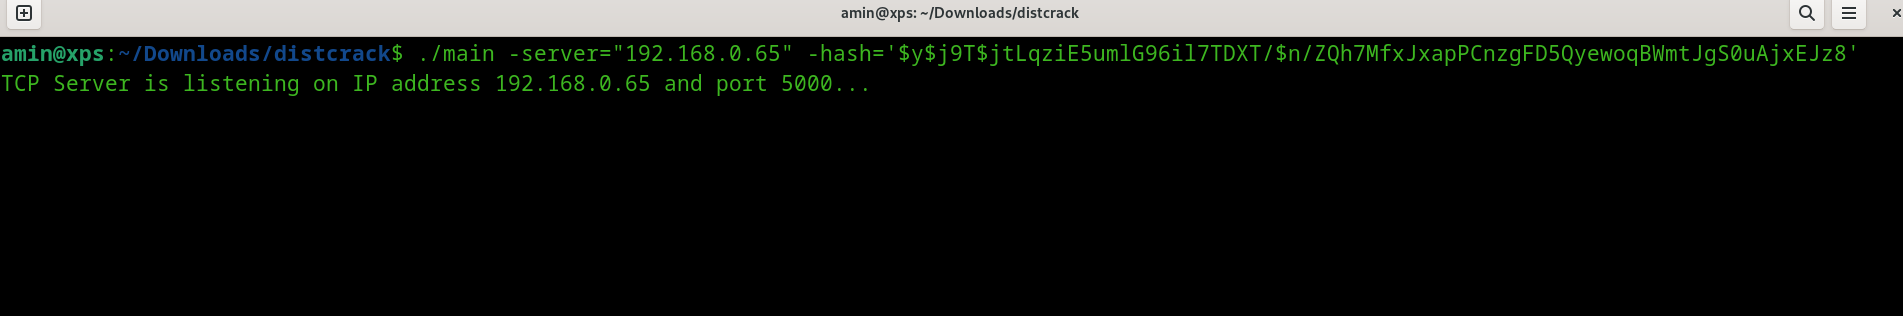 amin@xps: ~/Downloads/distcrack
amin@xps:~/Downloads/distcrack$ ./main -server="192.168.0.65" -hash='$y$j9T$jtLqziE5umlG96il7TDXT/$n/ZQh7MfxJxapPCnzgFD5QyewoqBWmtJgS0uAjxEJz8'
TCP Server is listening on IP address 192.168.0.65 and port 5000...